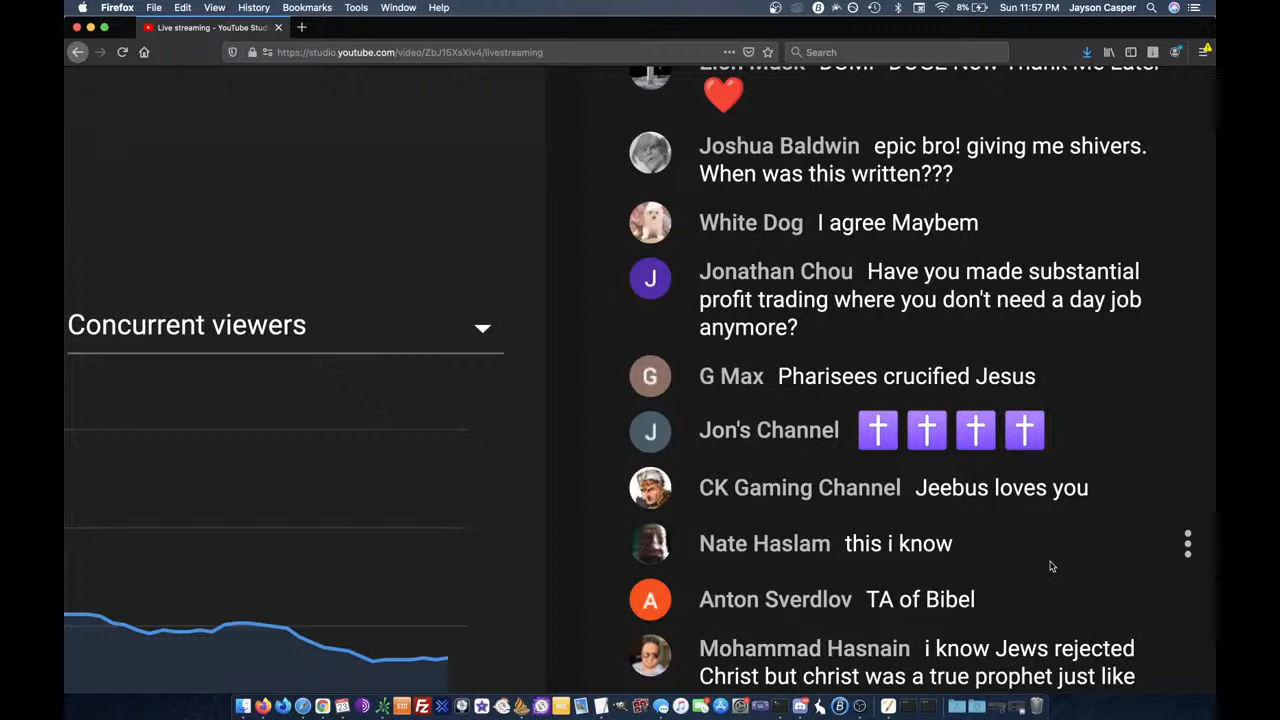 Firefox File Edit View History Bookmarks Tools Window Help 8% Sun 11:57 PM Jayson Casper
Live streaming - YouTube Stud
https://studio.youtube.com/video/ZbJ15XsXiv4/livestreaming Search
Joshua Baldwin epic bro! giving me shivers.
When was this written???
White Dog I agree Maybem
Jonathan Chou Have you made substantial
profit trading where you don't need a day job
anymore?
Concurrent viewers
J
G Max Pharisees crucified Jesus
G
Jon's Channel ✝️ ✝️ ✝️ ✝️
J
CK Gaming Channel Jeebus loves you
Nate Haslam this i know
Anton Sverdlov TA of Bibel
A
Mohammad Hasnain i know Jews rejected
Christ but christ was a true prophet just like